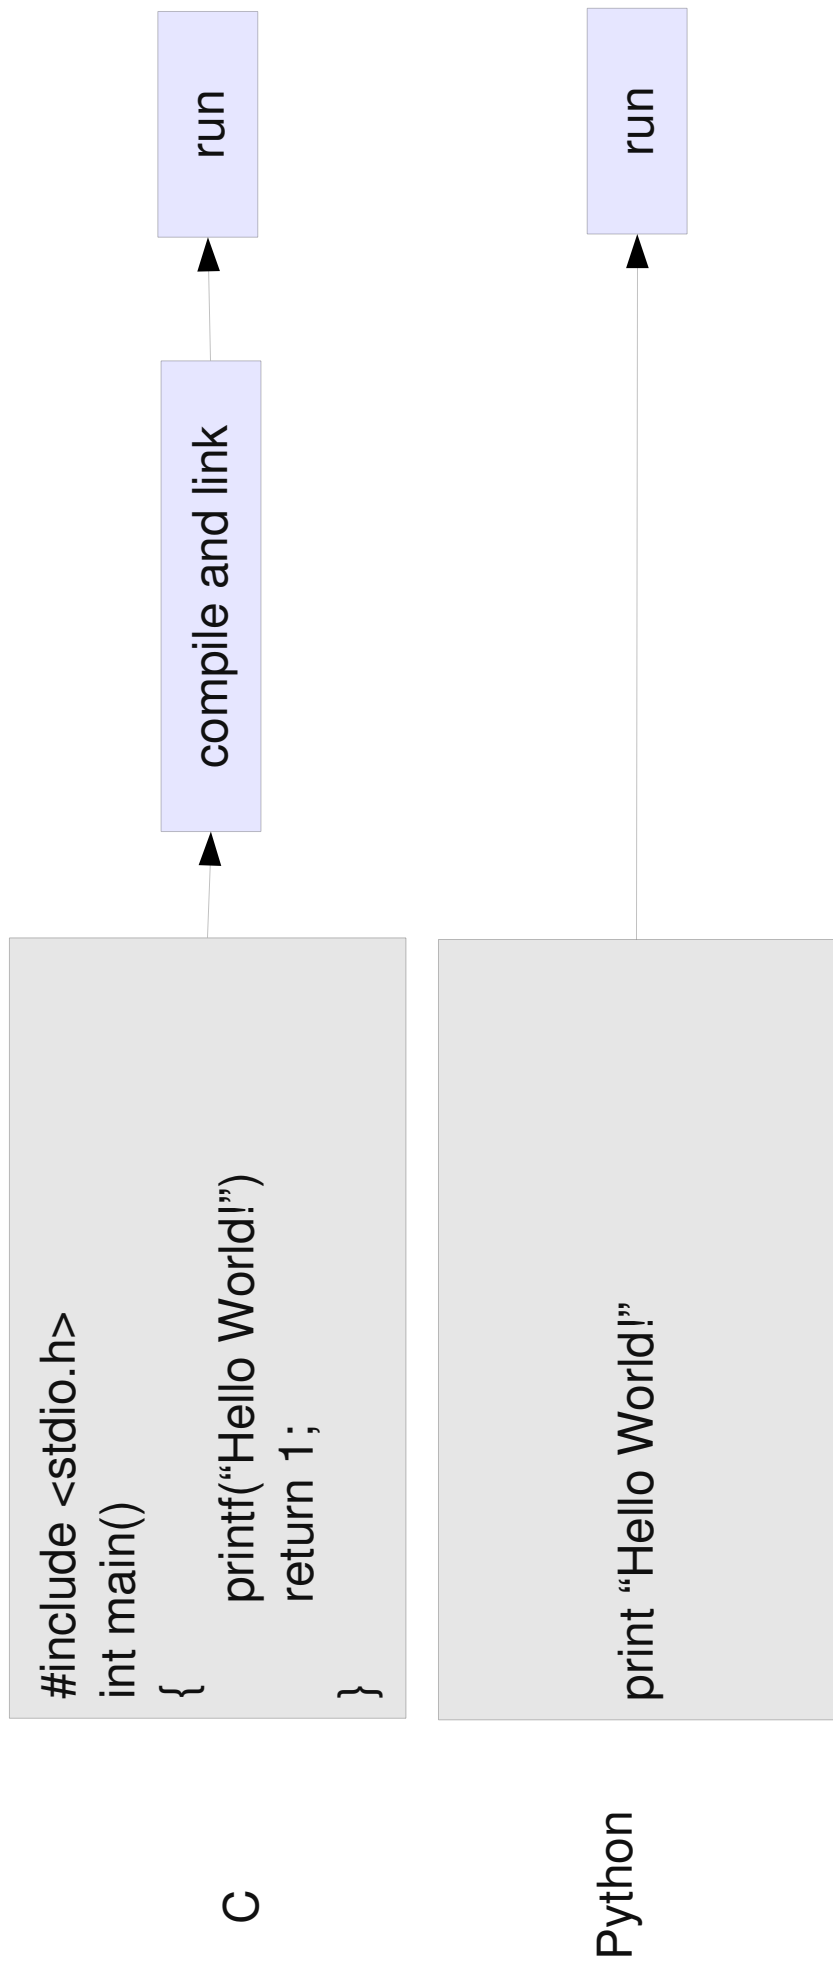 C
#include <stdio.h>
int main()
{
printf(“Hello World!”)
return 1;
}
compile and link
run
Python
print “Hello World!”
run